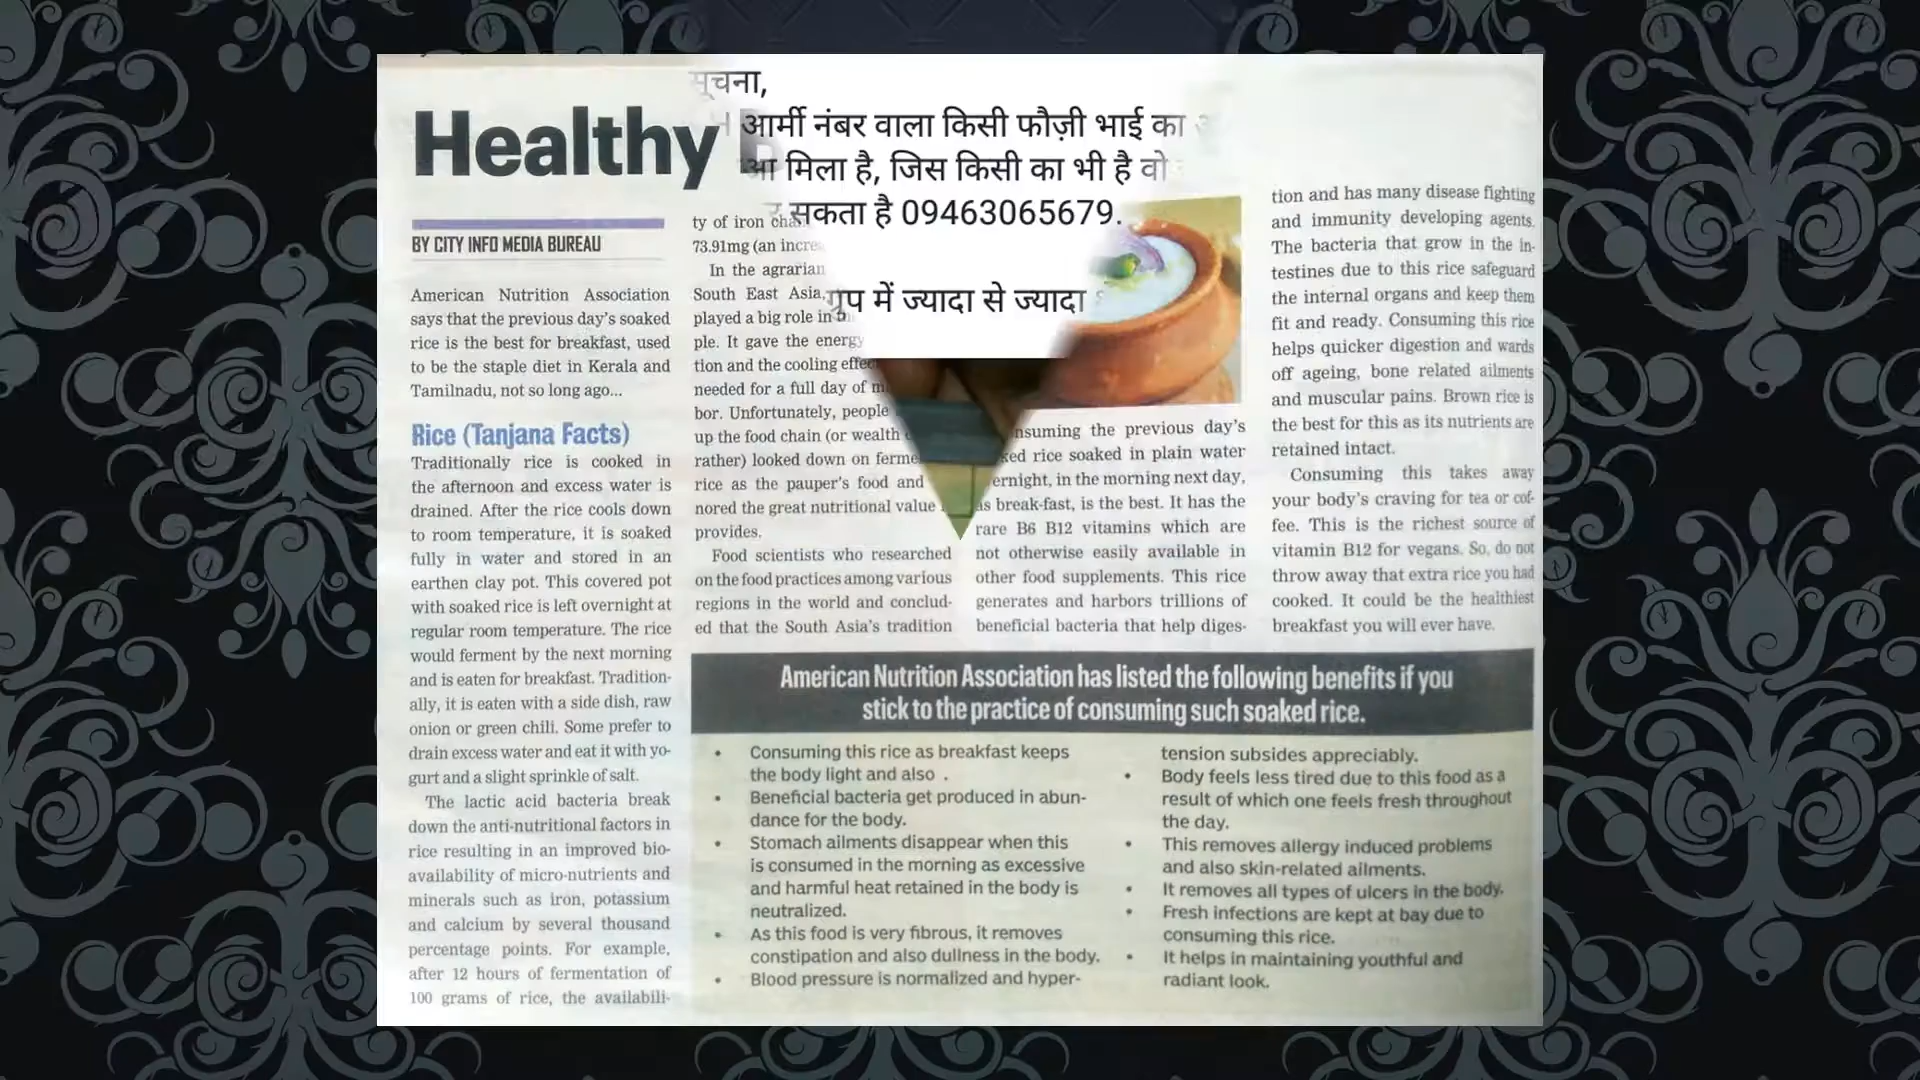 सूचना,
आर्मी नंबर वाला किसी फौज़ी भाई का
मिला है, जिस किसी का भी है वो
सकता है 09463065679.
ग्रुप में ज्यादा से ज्यादा
Healthy
BY CITY INFO MEDIA BUREAU
American Nutrition Association
says that the previous day's soaked
rice is the best for breakfast, used
to be the staple diet in Kerala and
Tamilnadu, not so long ago...
Rice (Tanjana Facts)
Traditionally rice is cooked in
the afternoon and excess water is
drained. After the rice cools down
to room temperature, it is soaked
fully in water and stored in an
earthen clay pot. This covered pot
with soaked rice is left overnight at
regular room temperature. The rice
would ferment by the next morning
and is eaten for breakfast. Tradition-
ally, it is eaten with a side dish, raw
onion or green chili. Some prefer to
drain excess water and eat it with yo-
gurt and a slight sprinkle of salt.
The lactic acid bacteria break
down the anti-nutritional factors in
rice resulting in an improved bio-
availability of micro-nutrients and
minerals such as iron, potassium
and calcium by several thousand
percentage points. For example,
after 12 hours of fermentation of
100 grams of rice, the availabili-
ty of iron
73.91mg (an
In the agrarian
South East Asia,
played a big role in
ple. It gave the energy
tion and the cooling
needed for a full day of
bor. Unfortunately, people
up the food chain (or wealth
rather) looked down on
rice as the pauper's food and
nored the great nutritional value
provides.
Food scientists who researched
on the food practices among various
regions in the world and conclud-
ed that the South Asia's tradition
the previous day's
rice soaked in plain water
in the morning next day,
as break-fast, is the best. It has the
rare B6 B12 vitamins which are
not otherwise easily available in
other food supplements. This rice
generates and harbors trillions of
beneficial bacteria that help diges-
tion and has many disease fighting
and immunity developing agents.
The bacteria that grow in the in-
testines due to this rice safeguard
the internal organs and keep them
fit and ready. Consuming this rice
helps quicker digestion and wards
off ageing, bone related ailments
and muscular pains. Brown rice is
the best for this as its nutrients are
retained intact.
Consuming this takes away
your body's craving for tea or cof-
fee. This is the richest source of
vitamin B12 for vegans. So, do not
throw away that extra rice you had
cooked. It could be the healthiest
breakfast you will ever have.
American Nutrition Association has listed the following benefits if you
stick to the practice of consuming such soaked rice.
• Consuming this rice as breakfast keeps
the body light and also .
• Beneficial bacteria get produced in abun-
dance for the body.
• Stomach ailments disappear when this
is consumed in the morning as excessive
and harmful heat retained in the body is
neutralized.
• As this food is very fibrous, it removes
constipation and also dullness in the body.
• Blood pressure is normalized and hyper-
tension subsides appreciably.
• Body feels less tired due to this food as a
result of which one feels fresh throughout
the day.
• This removes allergy induced problems
and also skin-related ailments.
• It removes all types of ulcers in the body.
• Fresh infections are kept at bay due to
consuming this rice.
• It helps in maintaining youthful and
radiant look.